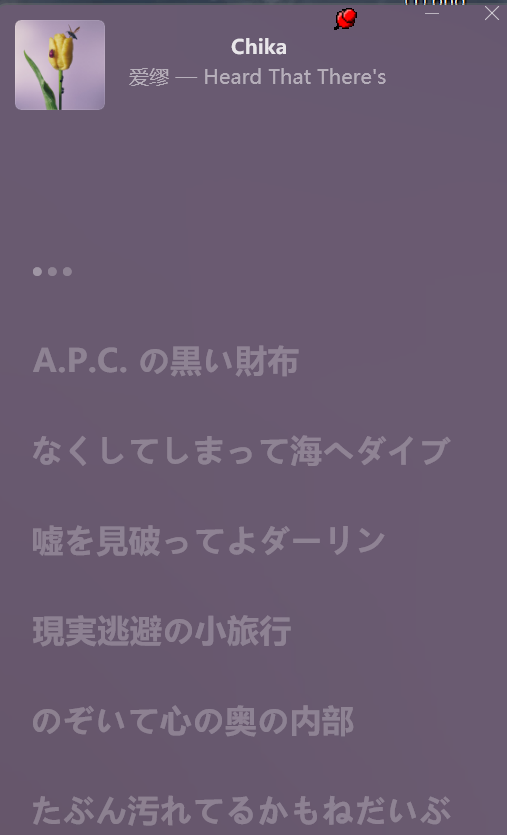 Chika
爱缪 — Heard That There's
A.P.C. の黒い財布
なくしてしまって海へダイブ
嘘を見破ってよダーリン
現実逃避の小旅行
のぞいて心の奥の内部
たぶん汚れてるかもねだいぶ